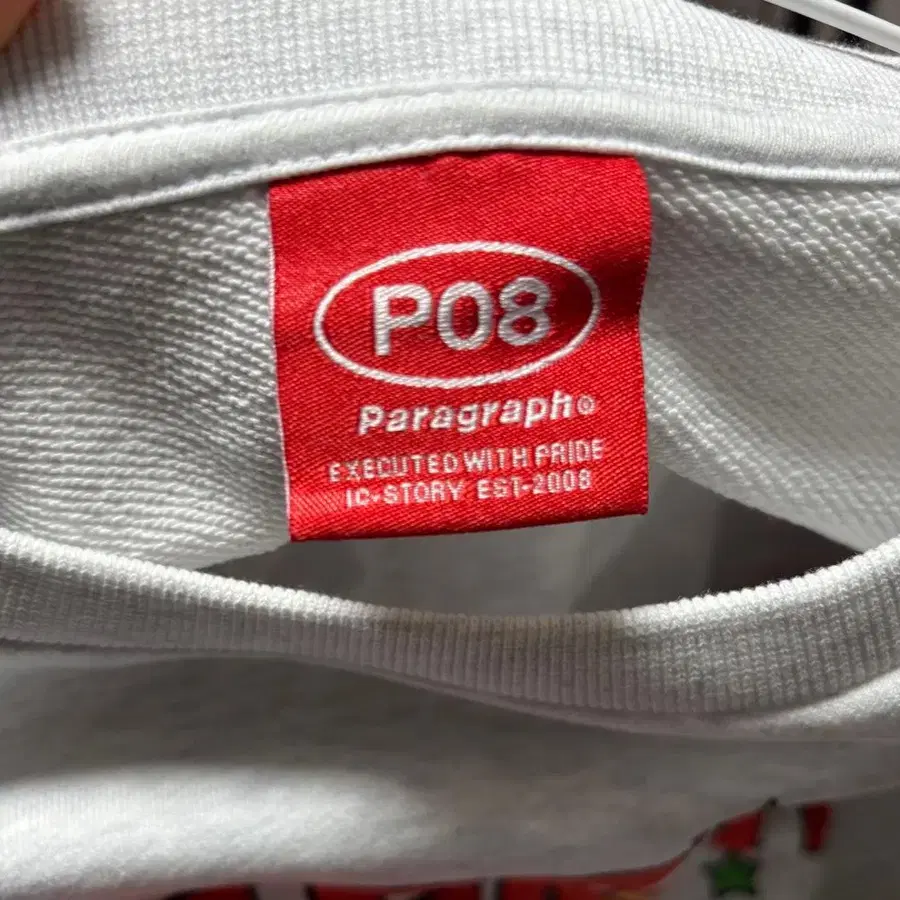 P08
Paragraph©
EXECUTED WITH PRIDE
IC-STORY EST-2008